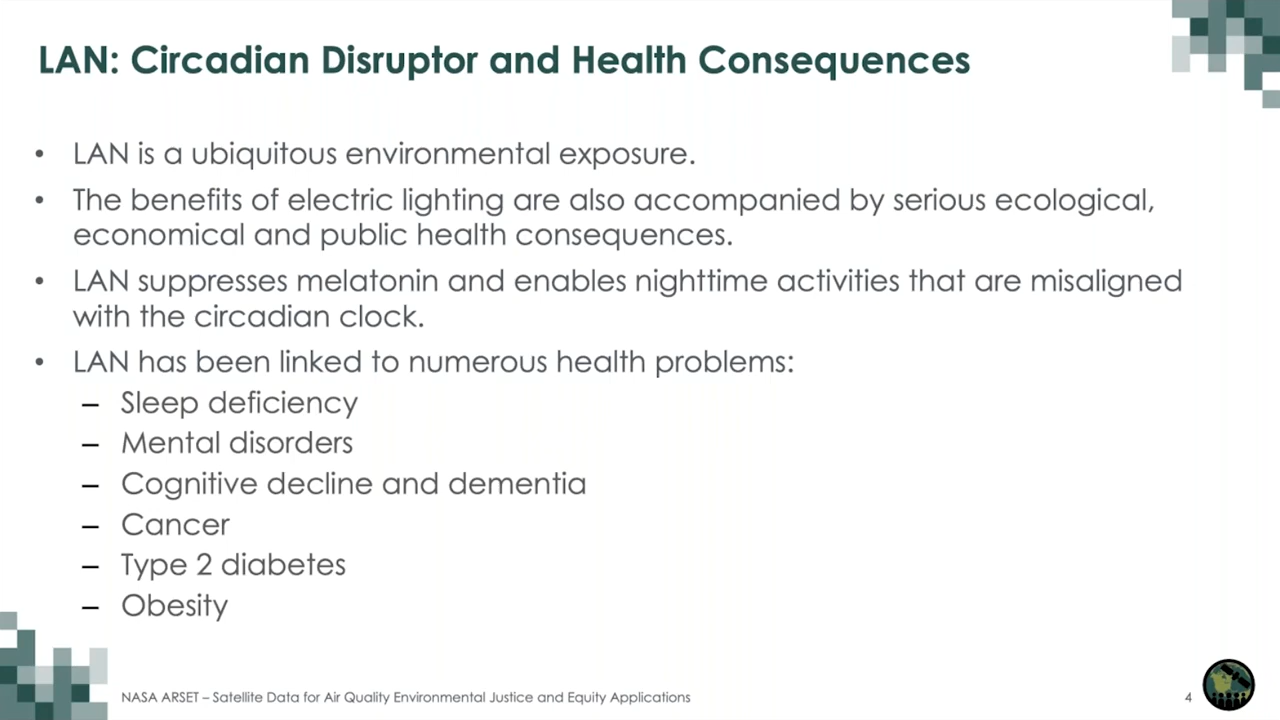 LAN: Circadian Disruptor and Health Consequences
• LAN is a ubiquitous environmental exposure.
• The benefits of electric lighting are also accompanied by serious ecological,
economical and public health consequences.
• LAN suppresses melatonin and enables nighttime activities that are misaligned
with the circadian clock.
• LAN has been linked to numerous health problems:
– Sleep deficiency
– Mental disorders
– Cognitive decline and dementia
– Cancer
– Type 2 diabetes
– Obesity
NASA ARSET – Satellite Data for Air Quality Environmental Justice and Equity Applications
4